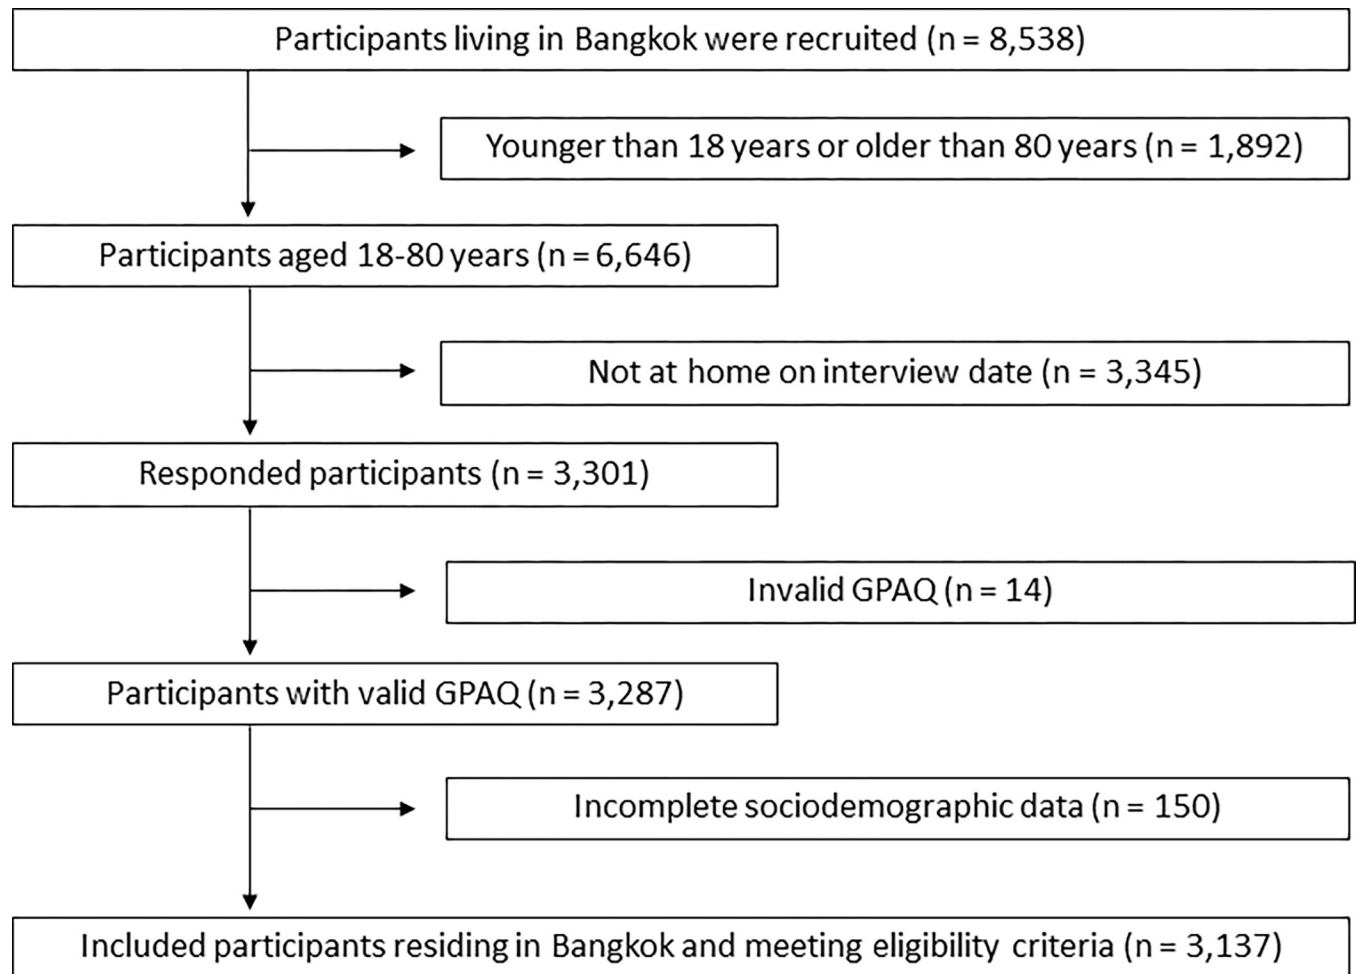 Participants living in Bangkok were recruited (n = 8,538)
Younger than 18 years or older than 80 years (n = 1,892)
Participants aged 18-80 years (n = 6,646)
Not at home on interview date (n = 3,345)
Responded participants (n = 3,301)
Invalid GPAQ (n = 14)
Participants with valid GPAQ (n = 3,287)
Incomplete sociodemographic data (n = 150)
Included participants residing in Bangkok and meeting eligibility criteria (n = 3,137)